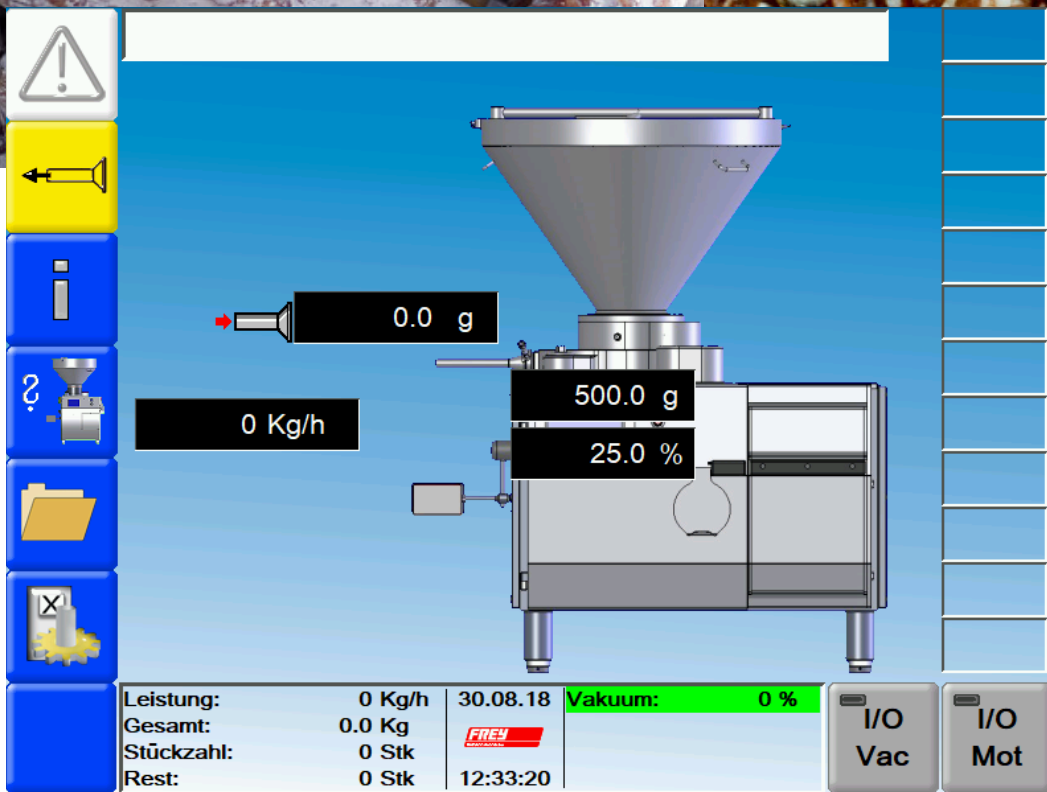 0.0 g
500.0 g
0 Kg/h
25.0 %
X
Leistung: 0 Kg/h
Gesamt: 0.0 Kg
Stückzahl: 0 Stk
Rest: 0 Stk
30.08.18
FREY
12:33:20
Vakuum: 0 %
I/O
Vac
I/O
Mot